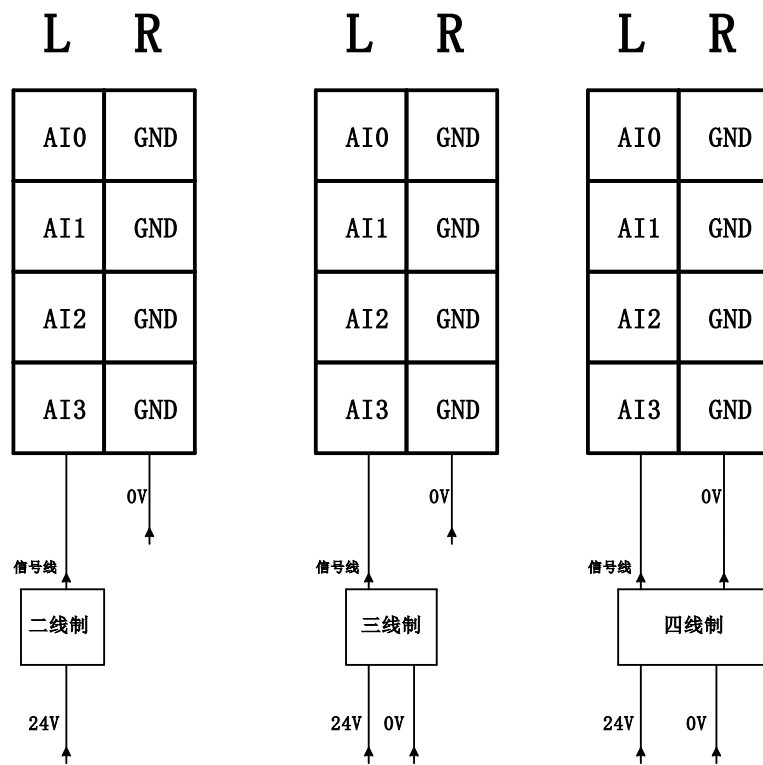 L R L R L R
AI0 GND AI0 GND AI0 GND
AI1 GND AI1 GND AI1 GND
AI2 GND AI2 GND AI2 GND
AI3 GND AI3 GND AI3 GND
0V 0V 0V
信号线 信号线 信号线
二线制 三线制 四线制
24V 24V 0V 24V 0V